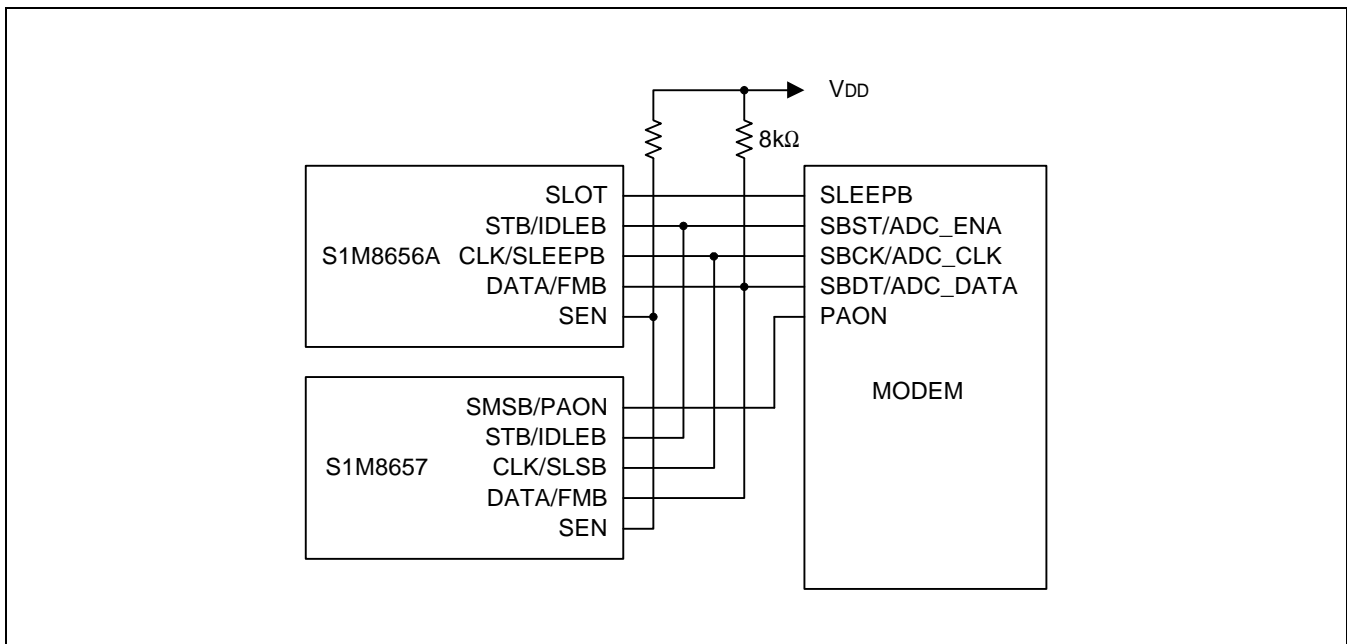 VDD
8kΩ
SLOT
STB/IDLEB
S1M8656A CLK/SLEEPB
DATA/FMB
SEN
SLEEPB
SBST/ADC_ENA
SBCK/ADC_CLK
SBDT/ADC_DATA
PAON
MODEM
SMSB/PAON
STB/IDLEB
S1M8657 CLK/SLSB
DATA/FMB
SEN